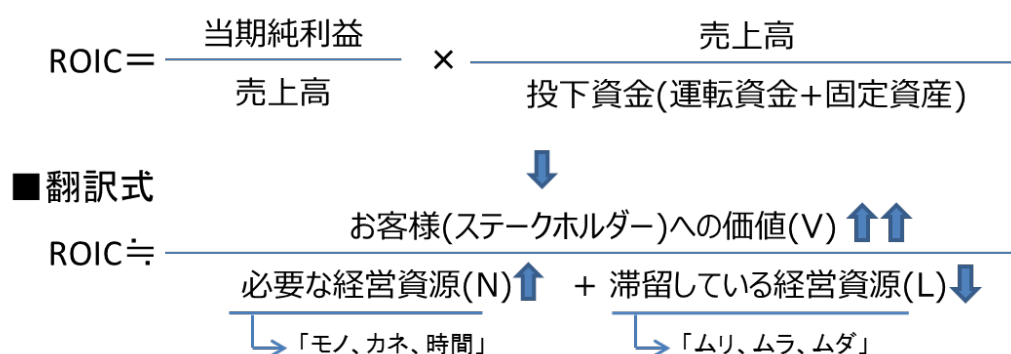 ROIC＝ 当期純利益 / 売上高 × 売上高 / 投下資金(運転資金+固定資産)
■翻訳式
ROIC≒ お客様(ステークホルダー)への価値(V) / 必要な経営資源(N) + 滞留している経営資源(L)
「モノ、カネ、時間」 「ムリ、ムラ、ムダ」